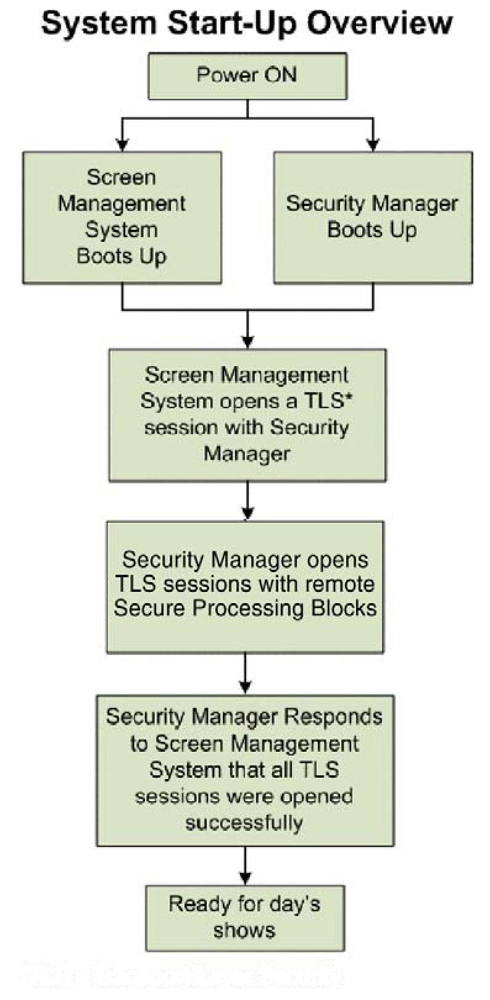 System Start-Up Overview
Power ON
Screen
Management
System
Boots Up
Security Manager
Boots Up
Screen Management
System opens a TLS*
session with Security
Manager
Security Manager opens
TLS sessions with remote
Secure Processing Blocks
Security Manager Responds
to Screen Management
System that all TLS
sessions were opened
successfully
Ready for day's
shows